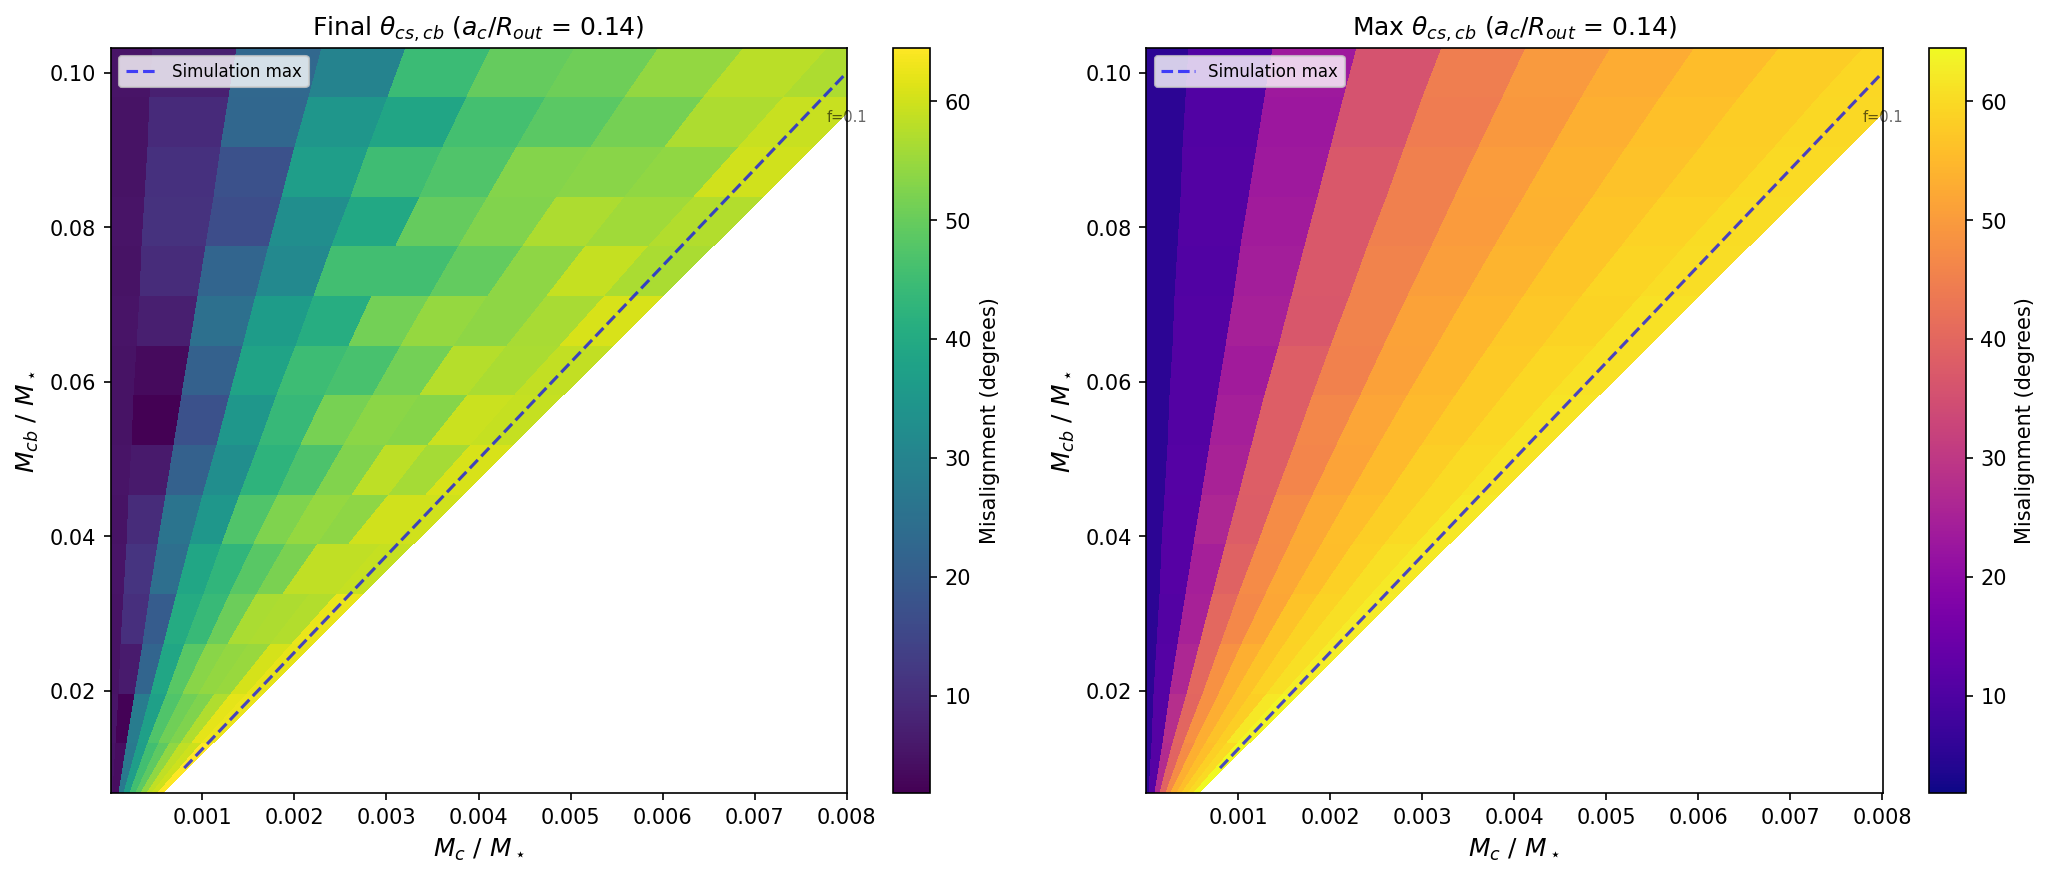 Final θcs,cb (ac/Rout = 0.14)
Simulation max
f=0.1
0.10
0.08
0.06
0.04
0.02
Mcb / M⋆
0.001 0.002 0.003 0.004 0.005 0.006 0.007 0.008
Mc / M⋆
60
50
40
30
20
10
Misalignment (degrees)
Max θcs,cb (ac/Rout = 0.14)
Simulation max
f=0.1
0.10
0.08
0.06
0.04
0.02
Mcb / M⋆
0.001 0.002 0.003 0.004 0.005 0.006 0.007 0.008
Mc / M⋆
60
50
40
30
20
10
Misalignment (degrees)